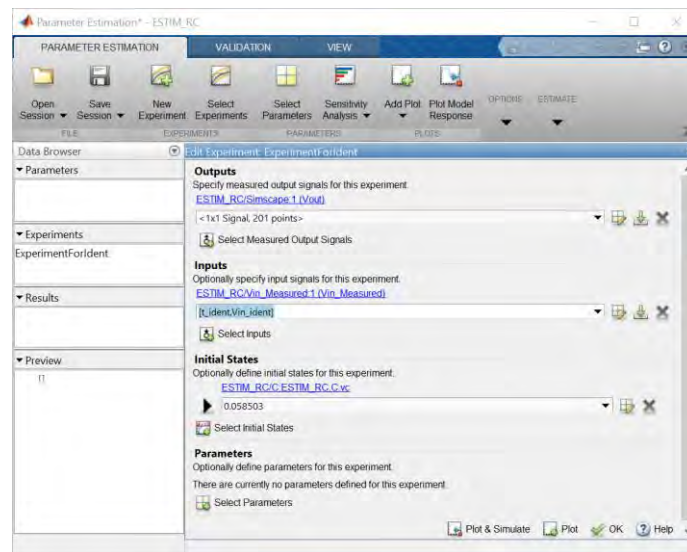 Parameter Estimation* - ESTIM_RC
PARAMETER ESTIMATION VALIDATION VIEW
Open Session Save Session New Experiment Select Experiments Select Parameters Sensitivity Analysis Add Plot Plot Model Response OPTIONS ESTIMATE
FILE EXPERIMENTS PARAMETERS PLOTS
Data Browser
Edit Experiment: ExperimentForIdent
Parameters
Experiments
ExperimentForIdent
Results
Preview
[]
Outputs
Specify measured output signals for this experiment.
ESTIM_RC/Simscape:1 (Vout)
<1x1 Signal, 201 points>
Select Measured Output Signals
Inputs
Optionally specify input signals for this experiment.
ESTIM_RC/Vin_Measured:1 (Vin_Measured)
[t_ident,Vin_ident]
Select Inputs
Initial States
Optionally define initial states for this experiment.
ESTIM_RC/C:ESTIM_RC.C.vc
0.058503
Select Initial States
Parameters
Optionally define parameters for this experiment.
There are currently no parameters defined for this experiment
Select Parameters
Plot & Simulate Plot OK Help